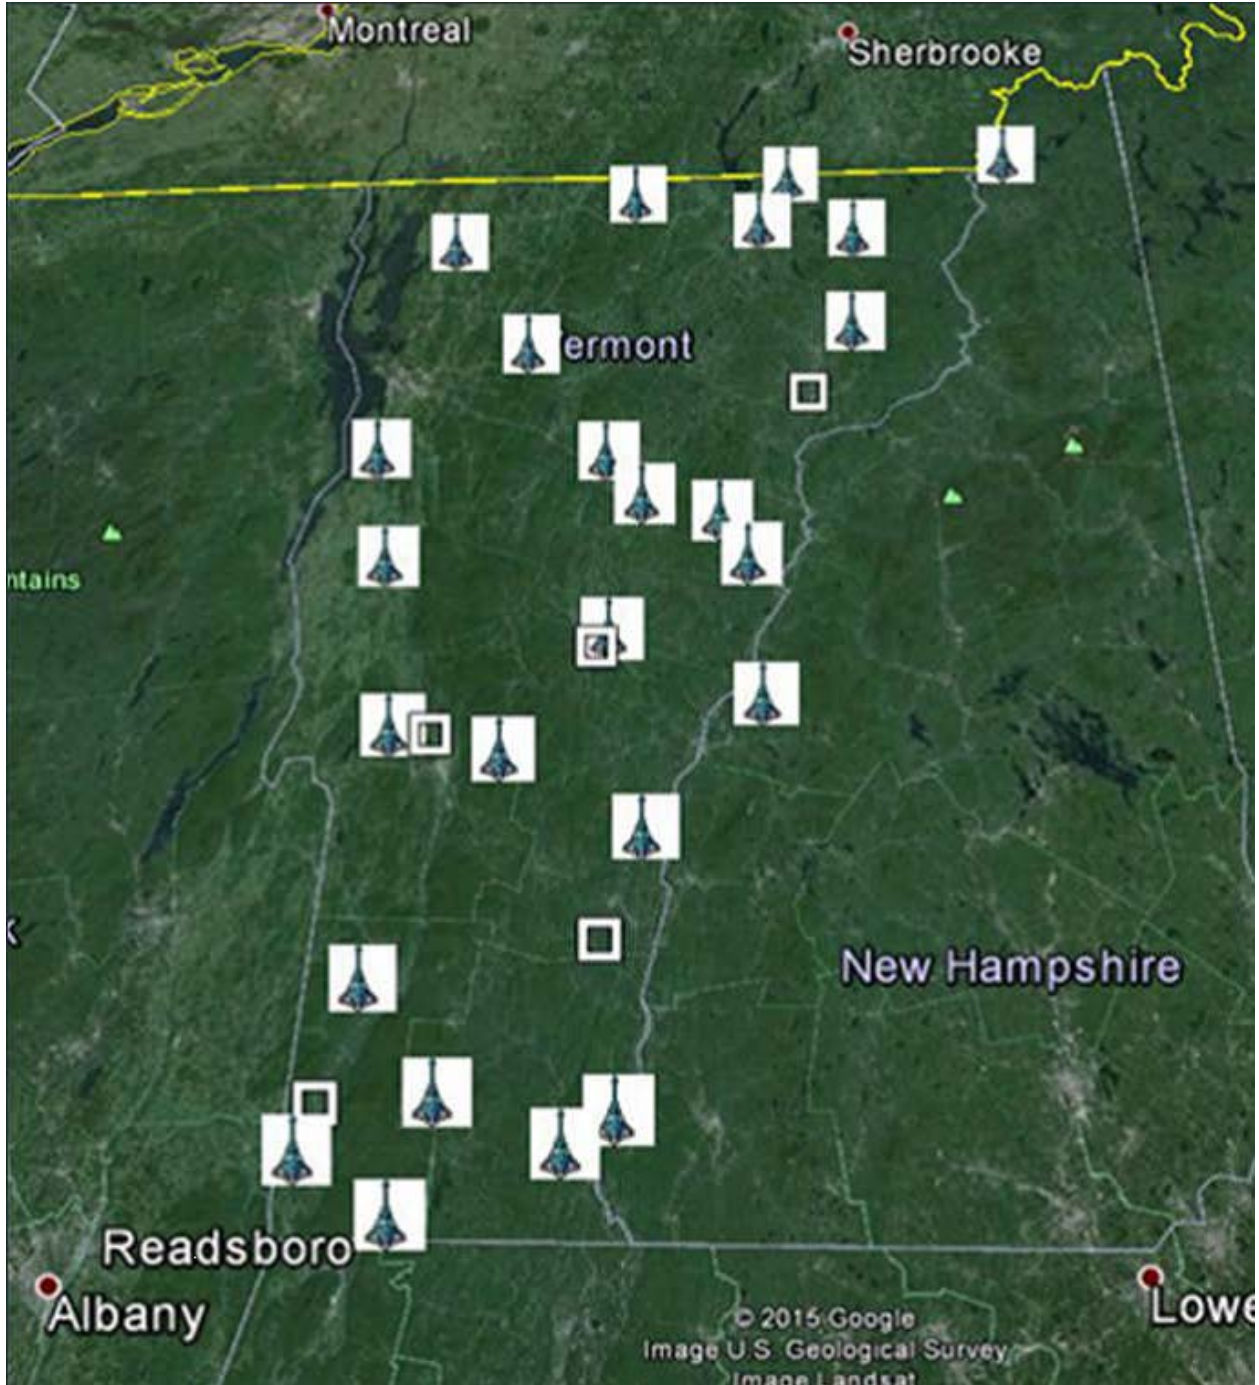 Montreal
Sherbrooke
ermont
ntains
k
New Hampshire
Readsboro
Albany
Lowe
© 2015 Google
Image U.S. Geological Survey
Image Landsat